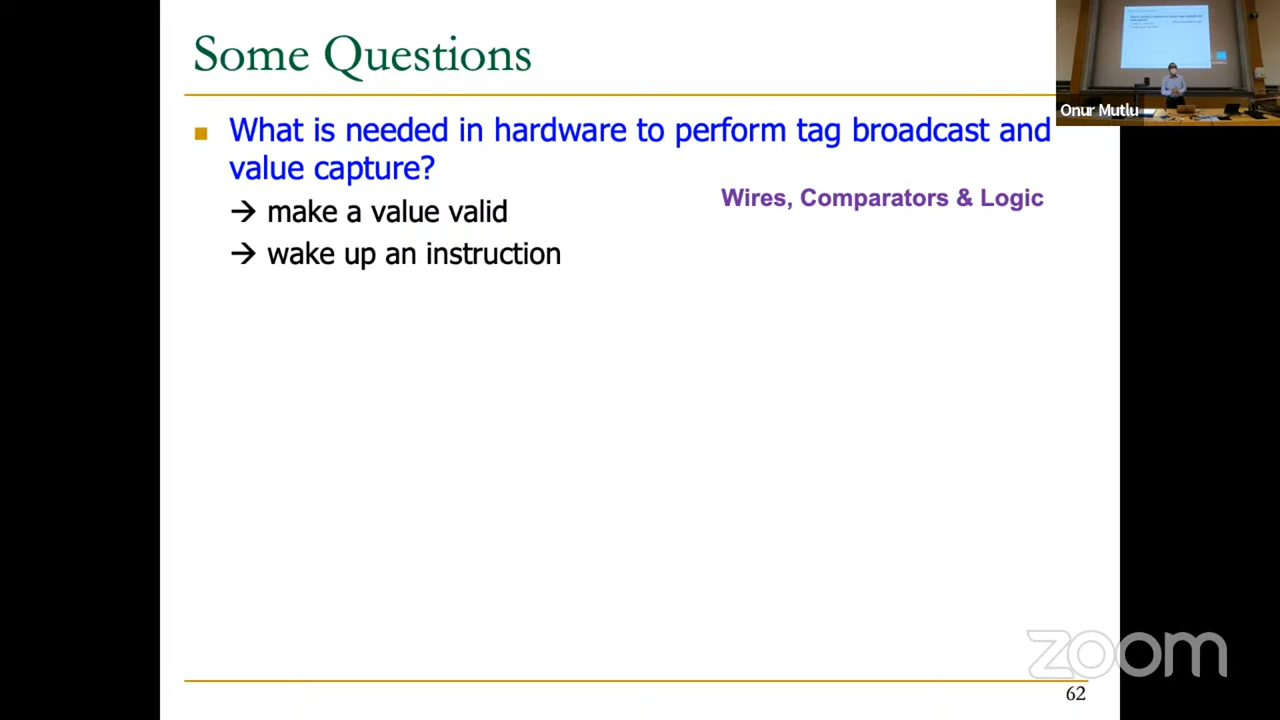 Some Questions
Onur Mutlu
■ What is needed in hardware to perform tag broadcast and
value capture?
Wires, Comparators & Logic
→ make a value valid
→ wake up an instruction
zoom
62